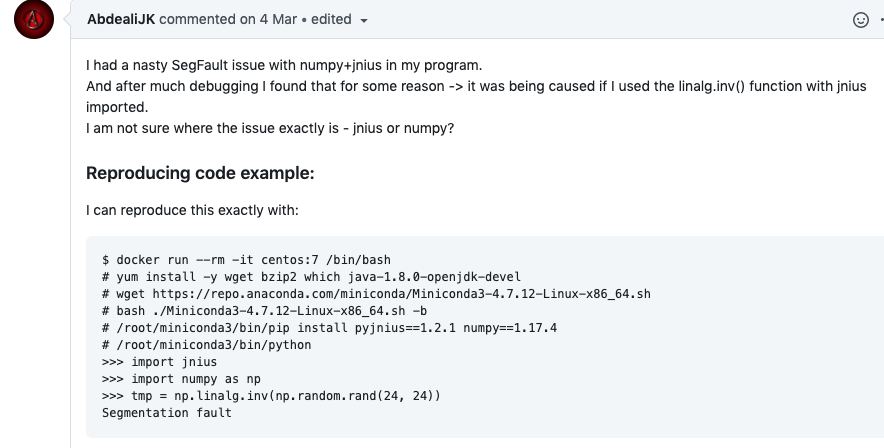 AbdealiJK commented on 4 Mar • edited
I had a nasty SegFault issue with numpy+jnius in my program.
And after much debugging I found that for some reason -> it was being caused if I used the linalg.inv() function with jnius
imported.
I am not sure where the issue exactly is - jnius or numpy?
Reproducing code example:
I can reproduce this exactly with:
$ docker run --rm -it centos:7 /bin/bash
# yum install -y wget bzip2 which java-1.8.0-openjdk-devel
# wget https://repo.anaconda.com/miniconda/Miniconda3-4.7.12-Linux-x86_64.sh
# bash ./Miniconda3-4.7.12-Linux-x86_64.sh -b
# /root/miniconda3/bin/pip install pyjnius==1.2.1 numpy==1.17.4
# /root/miniconda3/bin/python
>>> import jnius
>>> import numpy as np
>>> tmp = np.linalg.inv(np.random.rand(24, 24))
Segmentation fault